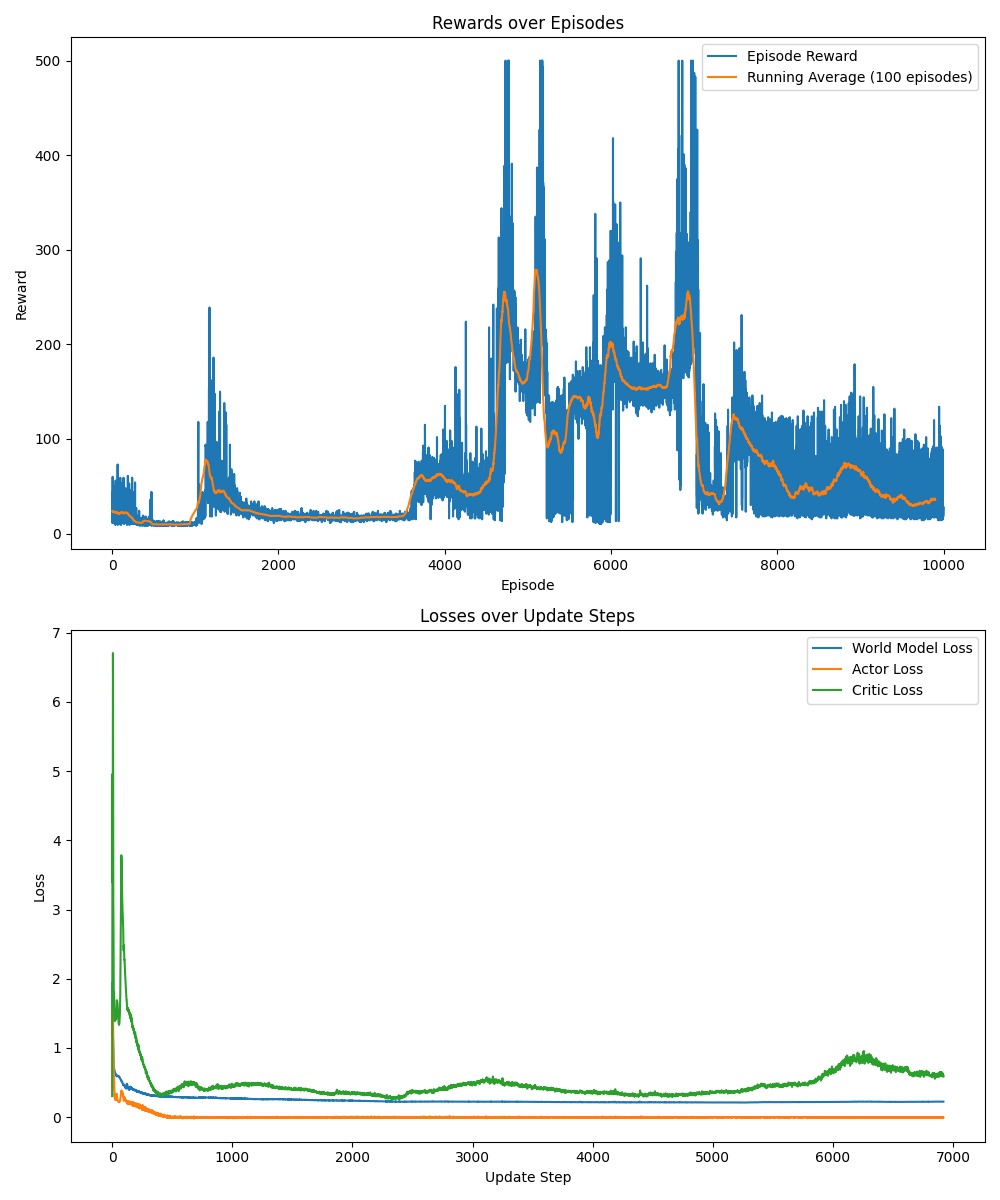 Rewards over Episodes
500
400
300
200
100
0
Reward
Episode Reward
Running Average (100 episodes)
0
2000
4000
6000
8000
10000
Episode
Losses over Update Steps
7
6
5
4
3
2
1
0
Loss
World Model Loss
Actor Loss
Critic Loss
0
1000
2000
3000
4000
5000
6000
7000
Update Step